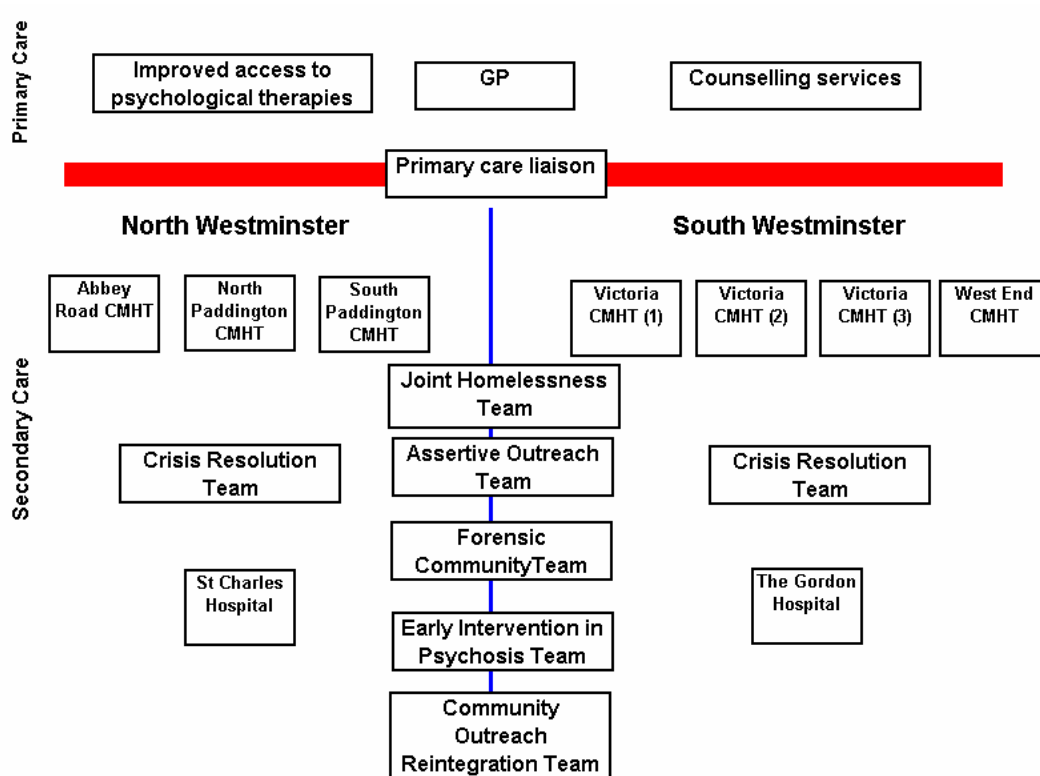 Primary Care
Improved access to
psychological therapies
GP
Counselling services
Primary care liaison
North Westminster
South Westminster
Secondary Care
Abbey
Road CMHT
North
Paddington
CMHT
South
Paddington
CMHT
Victoria
CMHT (1)
Victoria
CMHT (2)
Victoria
CMHT (3)
West End
CMHT
Joint Homelessness
Team
Crisis Resolution
Team
Assertive Outreach
Team
Crisis Resolution
Team
Forensic
CommunityTeam
St Charles
Hospital
The Gordon
Hospital
Early Intervention in
Psychosis Team
Community
Outreach
Reintegration Team